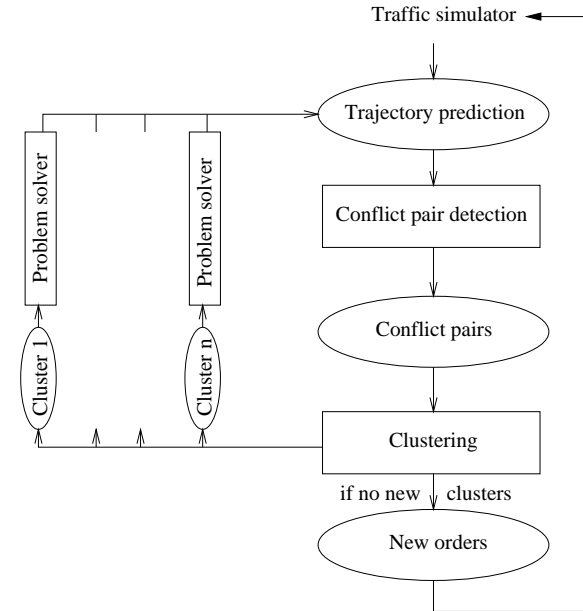 Traffic simulator
Trajectory prediction
Problem solver
Problem solver
Conflict pair detection
Conflict pairs
Cluster 1
Cluster n
Clustering
if no new clusters
New orders